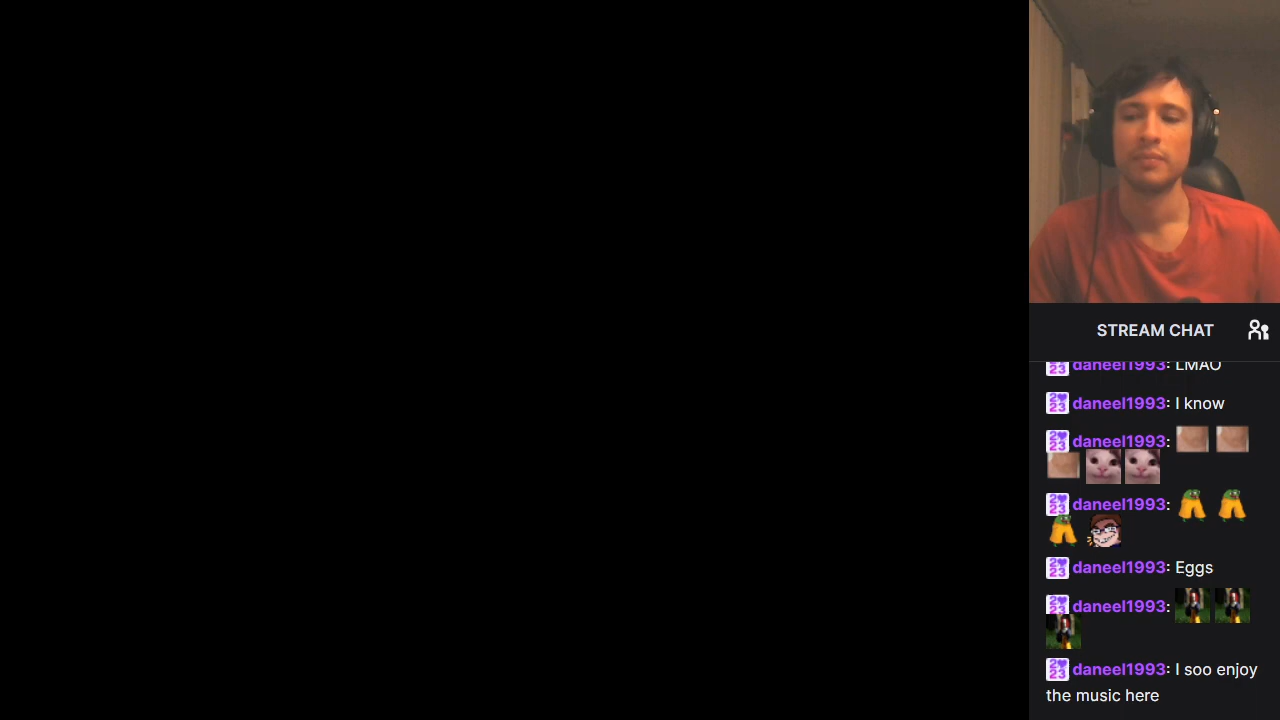 STREAM CHAT
daneel1993: LMAO
daneel1993: I know
daneel1993:
daneel1993:
daneel1993: Eggs
daneel1993:
daneel1993: I soo enjoy
the music here